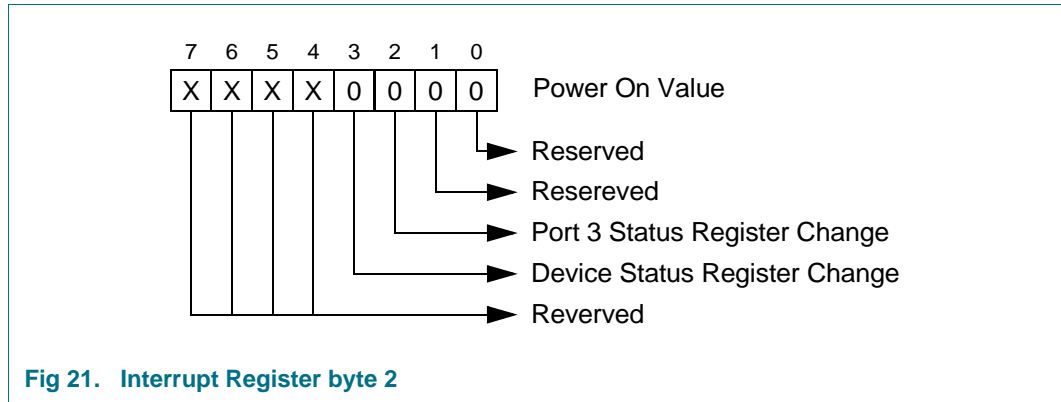 7 6 5 4 3 2 1 0
X X X X 0 0 0 0 Power On Value
Reserved
Resereved
Port 3 Status Register Change
Device Status Register Change
Reverved
Fig 21. Interrupt Register byte 2